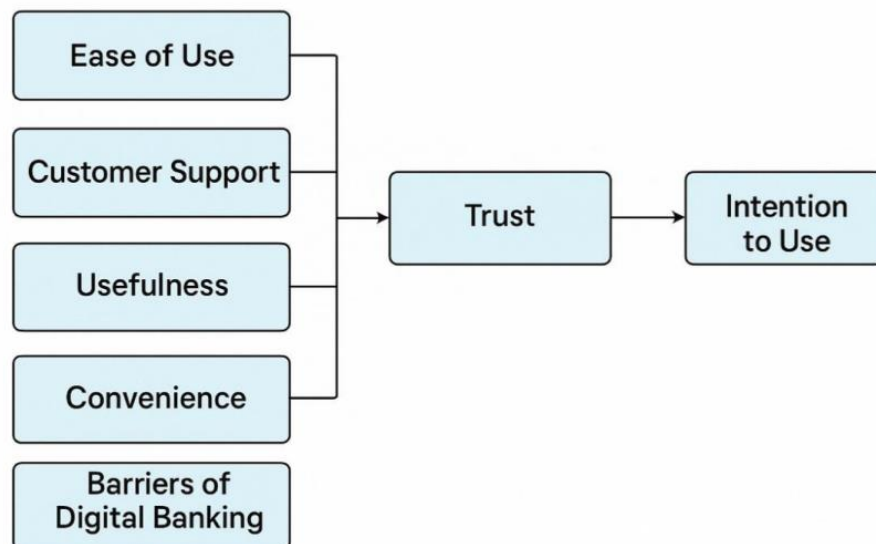 Ease of Use
Customer Support
Usefulness
Convenience
Barriers of
Digital Banking
Trust
Intention
to Use